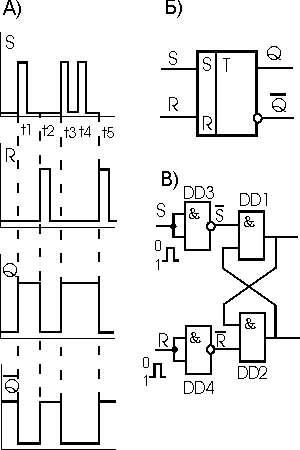 А)
S
t1 t2 t3 t4 t5
R
Q
Q̅
Б)
S S T Q
R R Q̅
В)
DD3 DD1
S & S̅ &
0
1
R & R̅ &
0
1
DD4 DD2